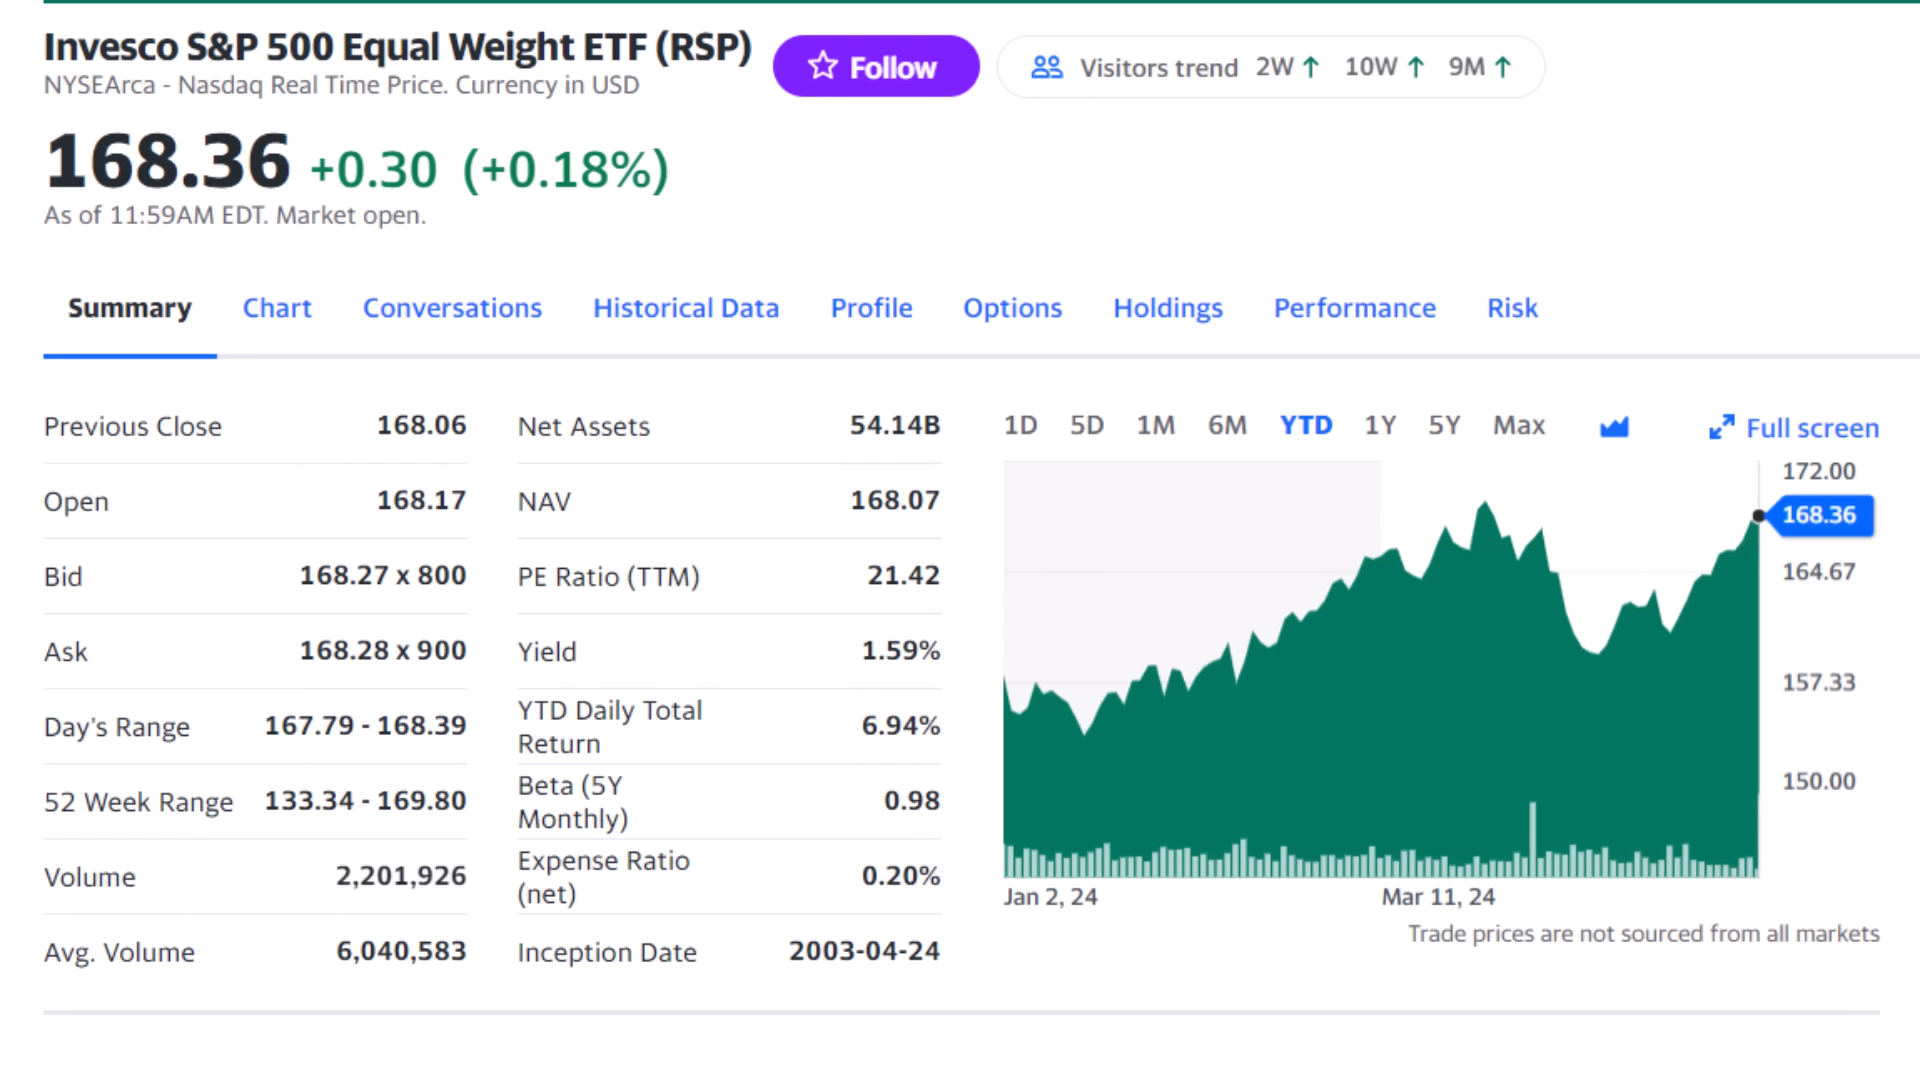 Invesco S&P 500 Equal Weight ETF (RSP)
Follow
Visitors trend 2W↑ 10W↑ 9M↑
NYSEArca - Nasdaq Real Time Price. Currency in USD
168.36 +0.30 (+0.18%)
As of 11:59AM EDT. Market open.
Summary Chart Conversations Historical Data Profile Options Holdings Performance Risk
Previous Close 168.06
Open 168.17
Bid 168.27 x 800
Ask 168.28 x 900
Day's Range 167.79 - 168.39
52 Week Range 133.34 - 169.80
Volume 2,201,926
Avg. Volume 6,040,583
Net Assets 54.14B
NAV 168.07
PE Ratio (TTM) 21.42
Yield 1.59%
YTD Daily Total
Return 6.94%
Beta (5Y
Monthly) 0.98
Expense Ratio
(net) 0.20%
Inception Date 2003-04-24
1D 5D 1M 6M YTD 1Y 5Y Max Full screen
172.00
168.36
164.67
157.33
150.00
Jan 2, 24 Mar 11, 24
Trade prices are not sourced from all markets